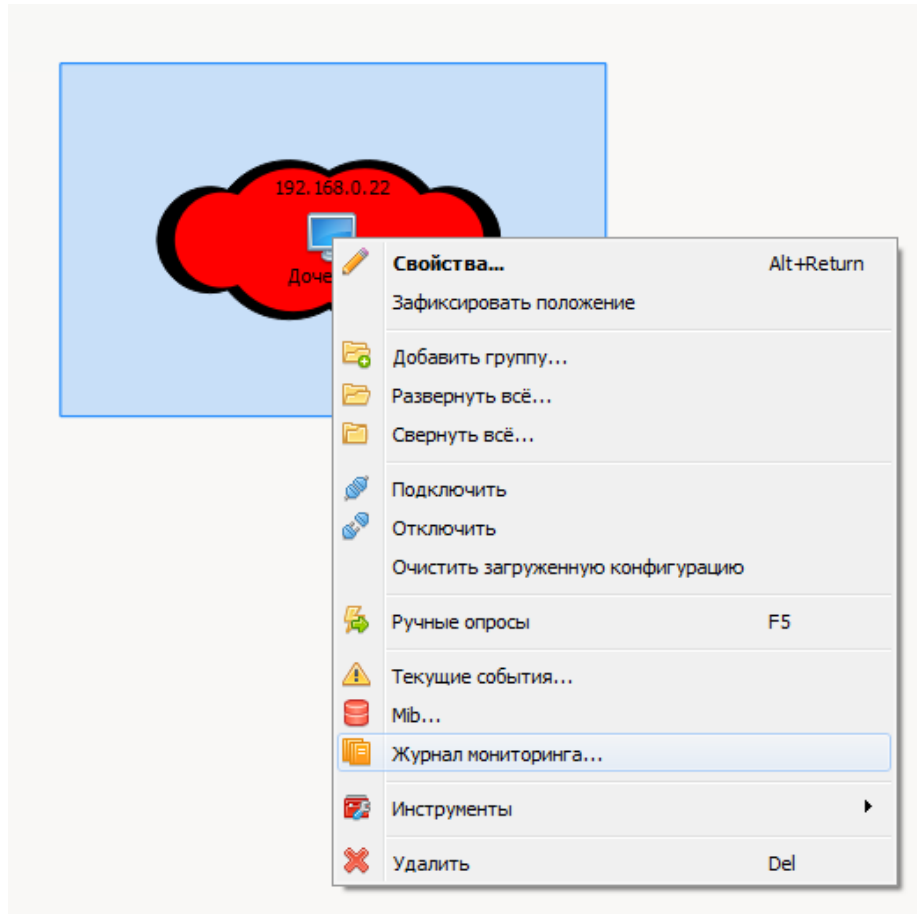 192.168.0.22
Доче
Свойства... Alt+Return
Зафиксировать положение
Добавить группу...
Развернуть всё...
Свернуть всё...
Подключить
Отключить
Очистить загруженную конфигурацию
Ручные опросы F5
Текущие события...
Mib...
Журнал мониторинга...
Инструменты
Удалить Del